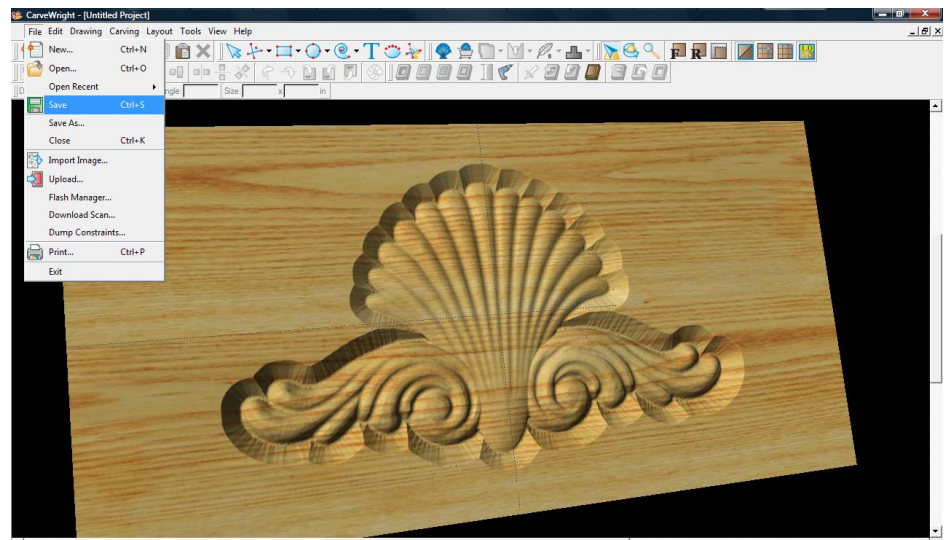 CarveWright - [Untitled Project]
File Edit Drawing Carving Layout Tools View Help
New... Ctrl+N
Open... Ctrl+O
Open Recent
Save Ctrl+S
Save As...
Close Ctrl+K
Import Image...
Upload...
Flash Manager...
Download Scan...
Dump Constraints...
Print... Ctrl+P
Exit
T
F R
Size: x in